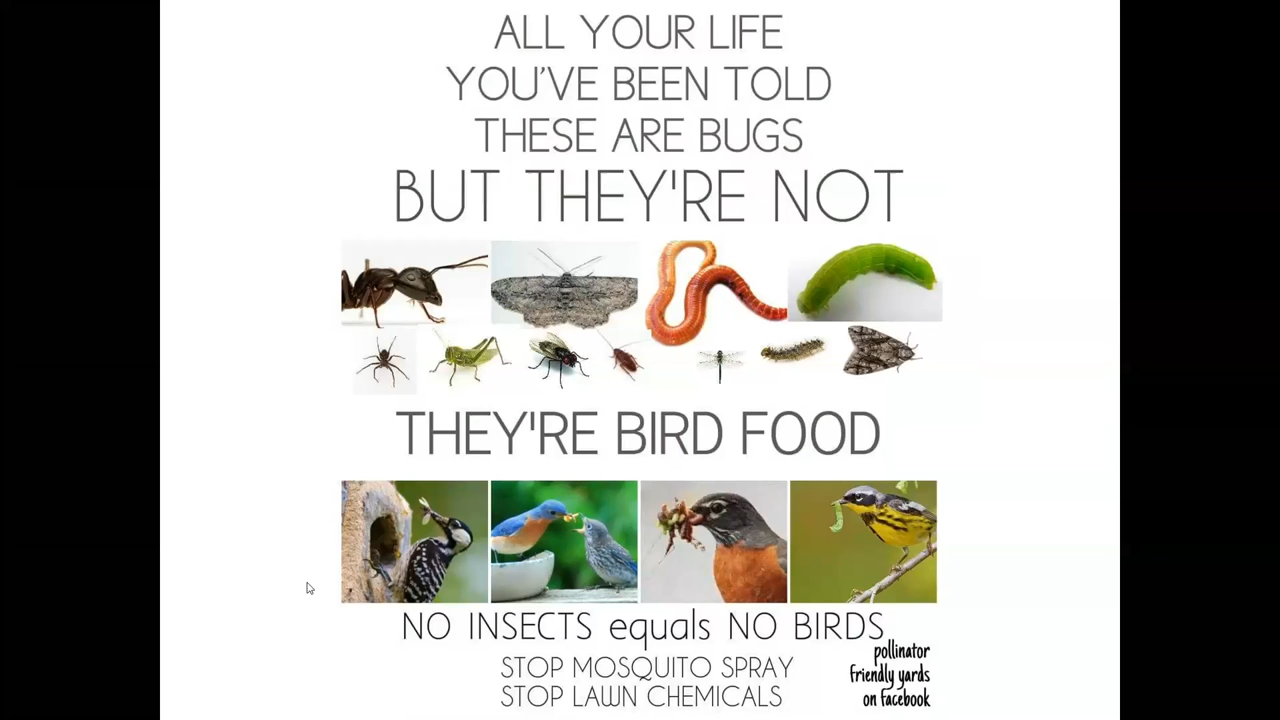 ALL YOUR LIFE
YOU'VE BEEN TOLD
THESE ARE BUGS
BUT THEY'RE NOT
THEY'RE BIRD FOOD
NO INSECTS equals NO BIRDS
STOP MOSQUITO SPRAY
STOP LAWN CHEMICALS
pollinator
friendly yards
on facebook